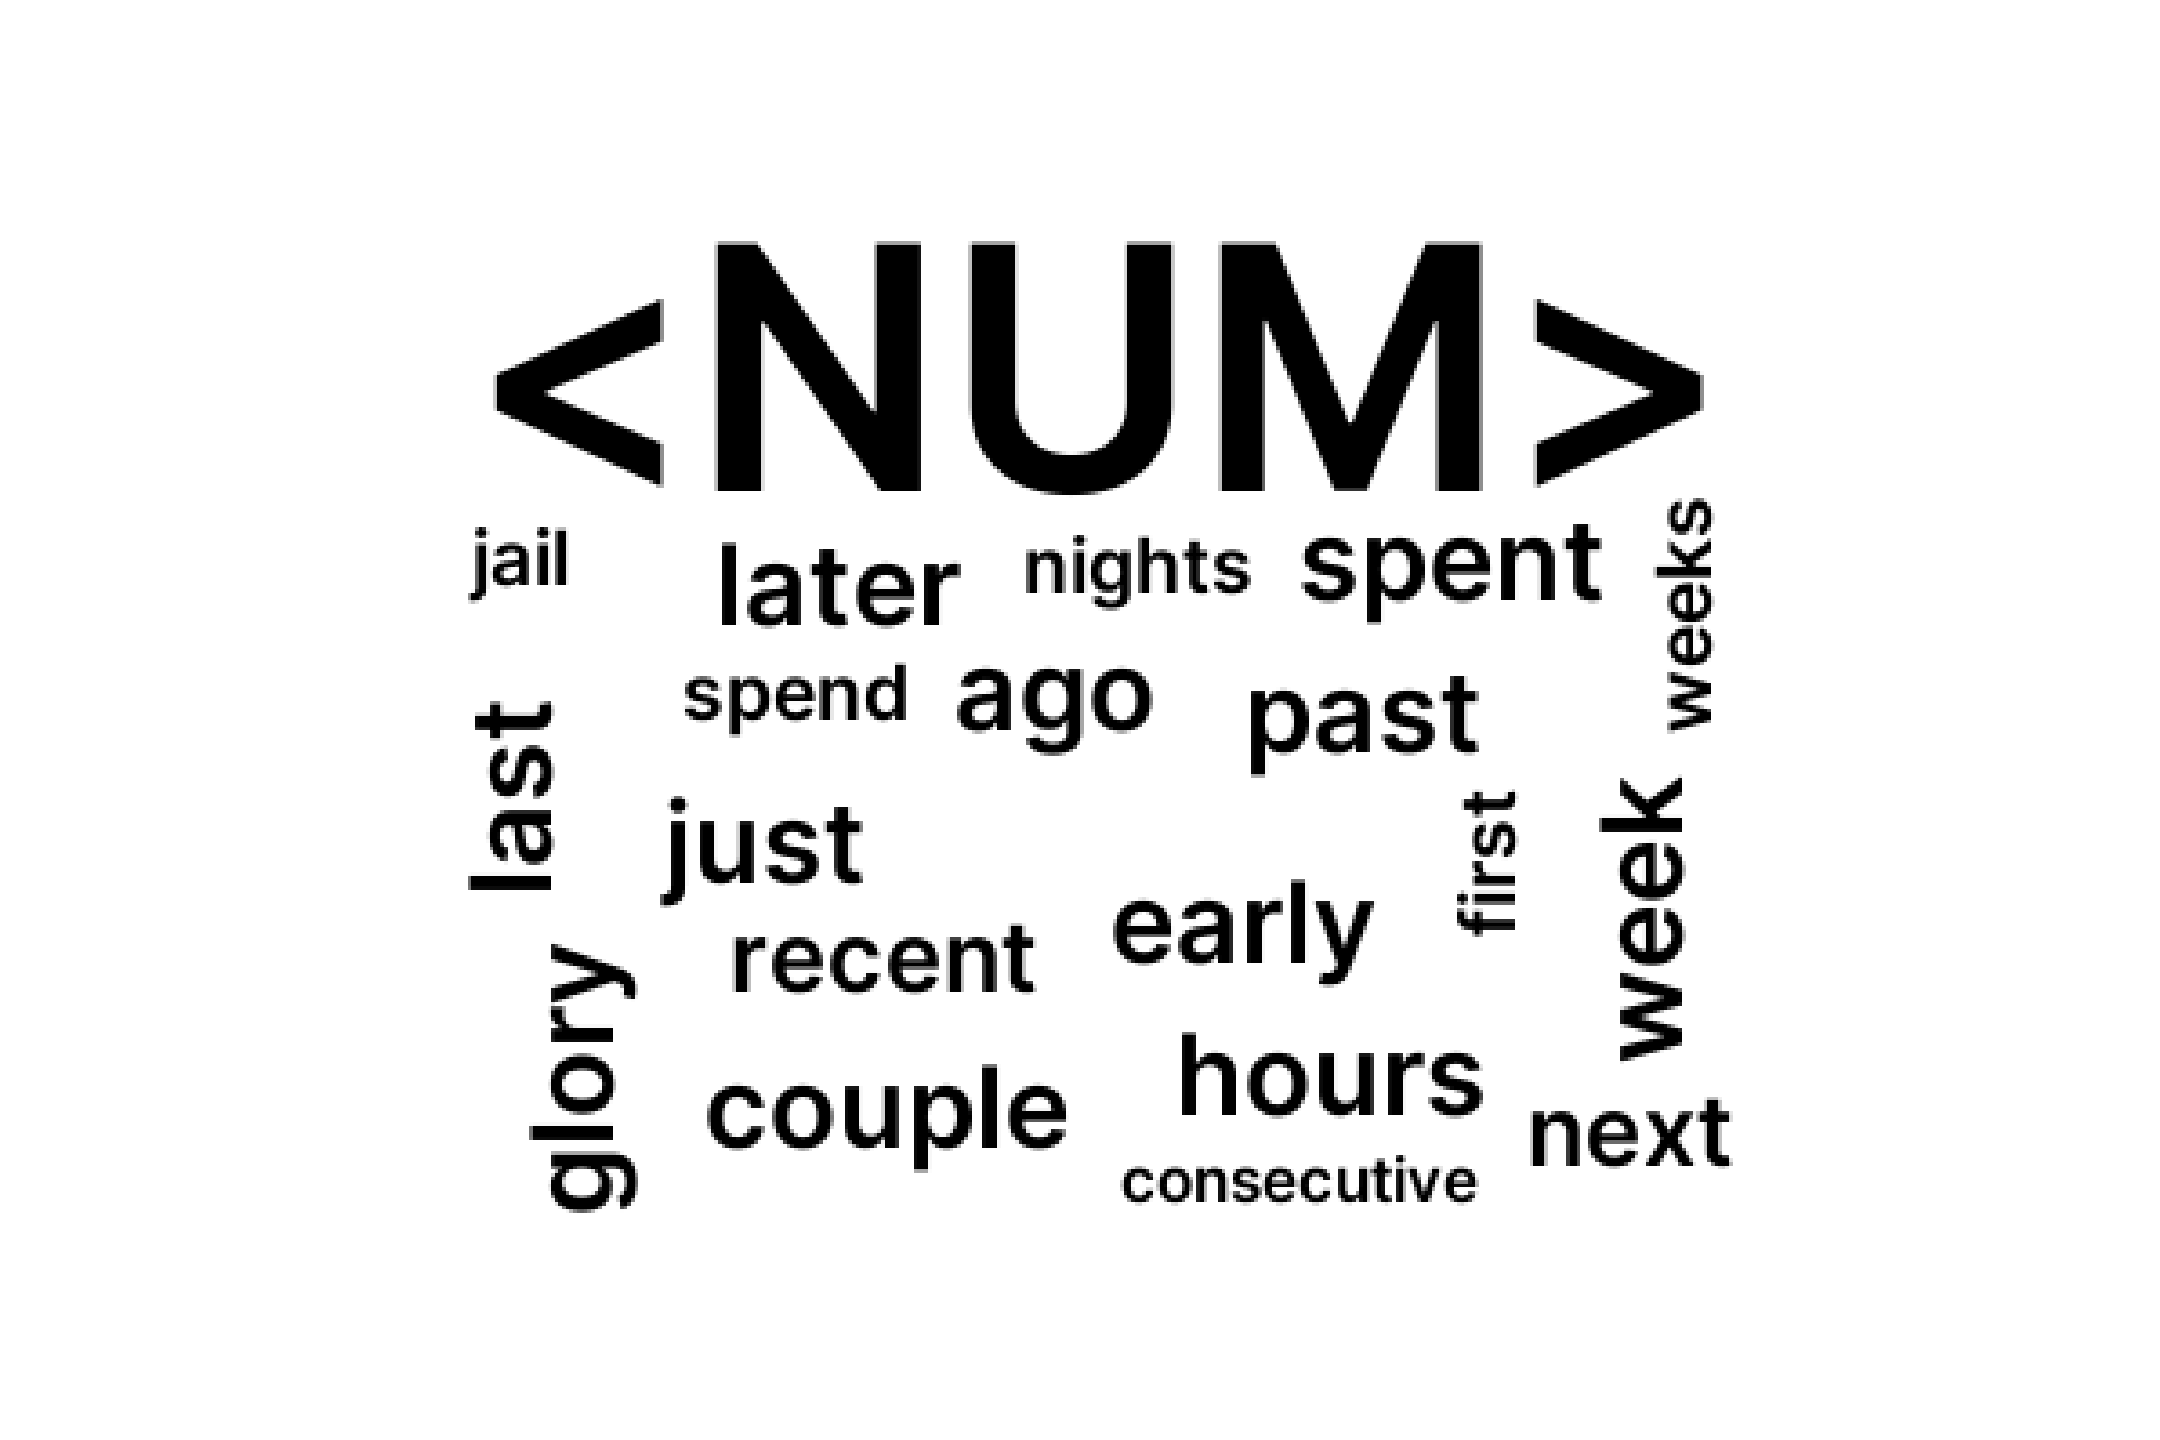 <NUM>
jail later nights spent weeks
spend ago past
last just first week
recent early
glory couple hours next
consecutive